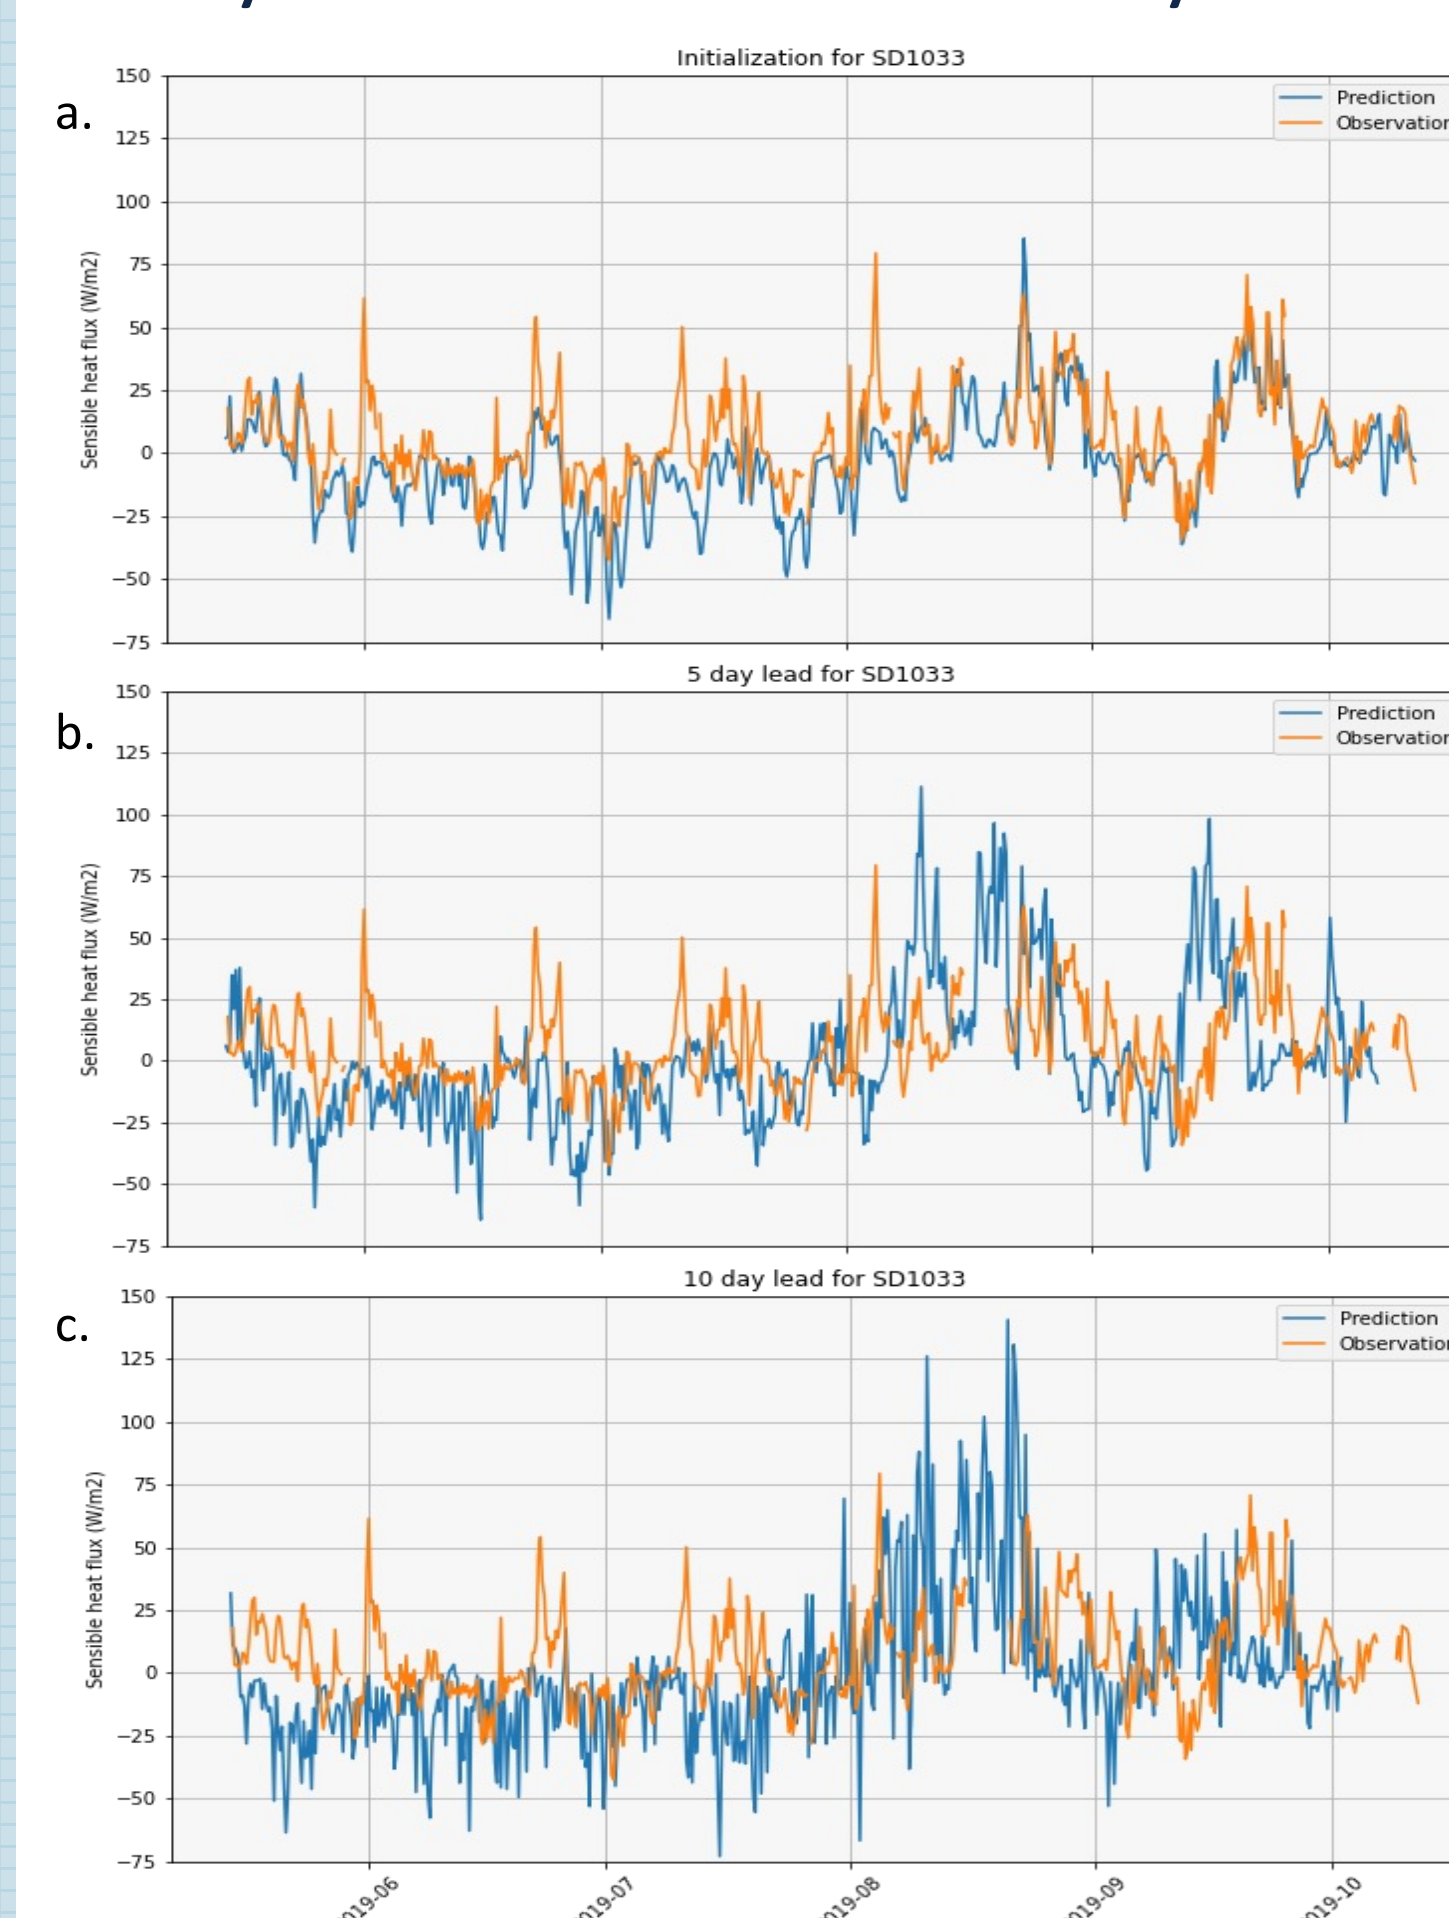 Initialization for SD1033
a.
Prediction
Observation
150
125
100
75
50
25
0
−25
−50
−75
Sensible heat flux (W/m2)
5 day lead for SD1033
b.
Prediction
Observation
150
125
100
75
50
25
0
−25
−50
−75
Sensible heat flux (W/m2)
10 day lead for SD1033
c.
Prediction
Observation
150
125
100
75
50
25
0
−25
−50
−75
Sensible heat flux (W/m2)
019-06
019-07
019-08
019-09
019-10